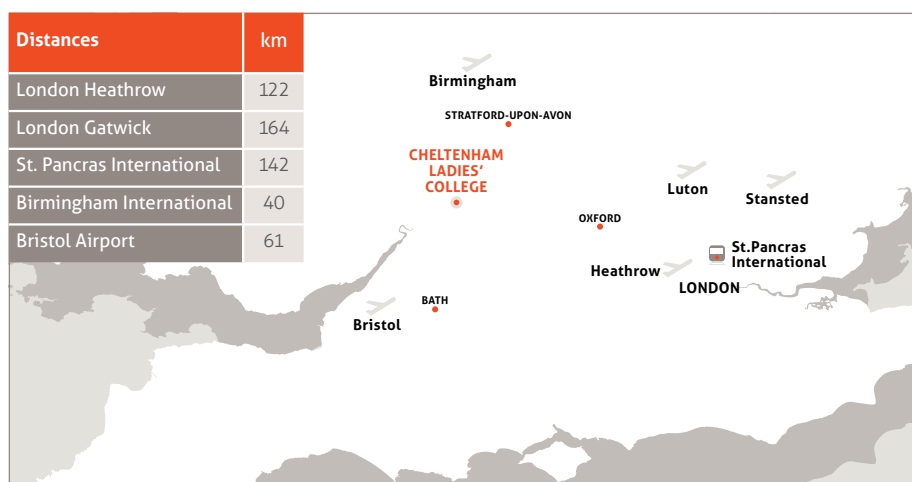 Distances km
London Heathrow 122
London Gatwick 164
St. Pancras International 142
Birmingham International 40
Bristol Airport 61
Birmingham
STRATFORD-UPON-AVON
CHELTENHAM
LADIES'
COLLEGE
Luton
Stansted
OXFORD
St.Pancras
International
Heathrow
LONDON
BATH
Bristol